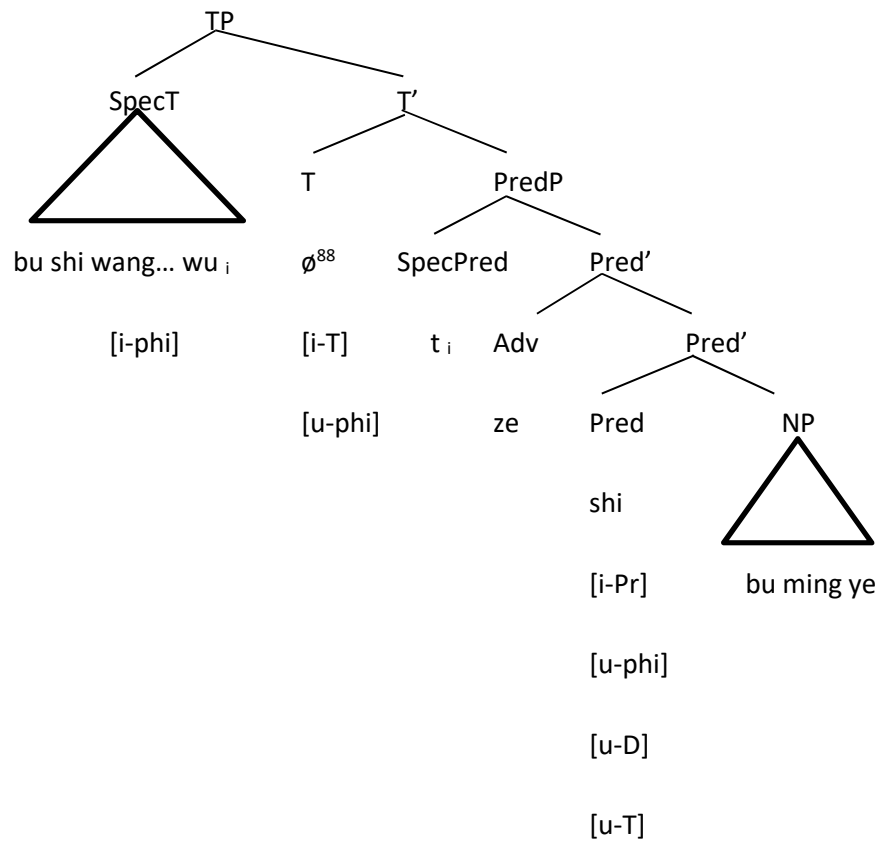 TP
SpecT T’
T PredP
bu shi wang… wu i ø88 SpecPred Pred’
[i-phi] [i-T] t i Adv Pred’
[u-phi] ze Pred NP
shi
[i-Pr] bu ming ye
[u-phi]
[u-D]
[u-T]